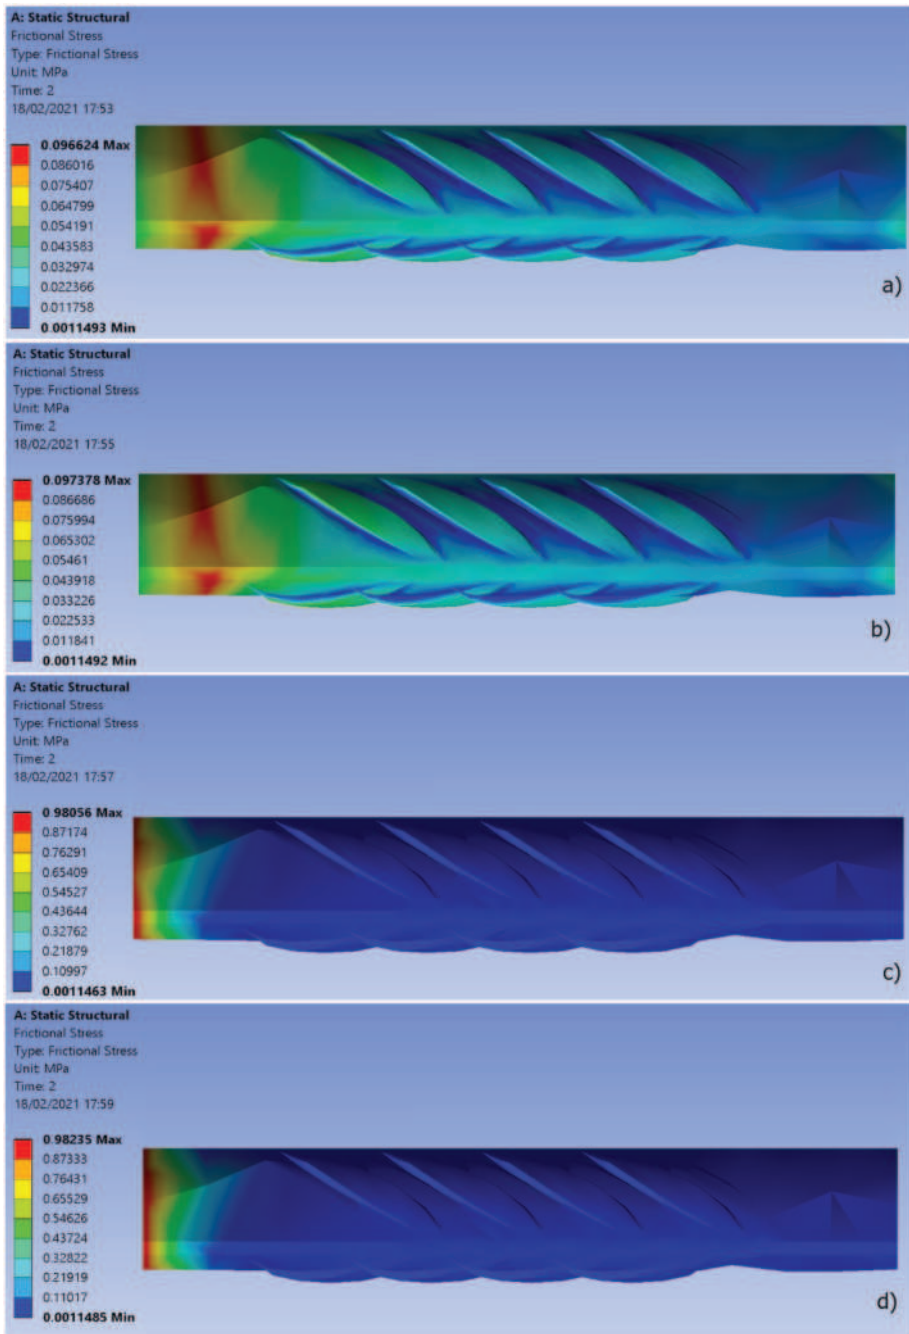 A: Static Structural
Frictional Stress
Type: Frictional Stress
Unit: MPa
Time: 2
18/02/2021 17:53
0.096624 Max
0.086016
0.075407
0.064799
0.054191
0.043583
0.032974
0.022366
0.011758
0.0011493 Min
a)
A: Static Structural
Frictional Stress
Type: Frictional Stress
Unit: MPa
Time: 2
18/02/2021 17:55
0.097378 Max
0.086686
0.075994
0.065302
0.05461
0.043918
0.033226
0.022533
0.011841
0.0011492 Min
b)
A: Static Structural
Frictional Stress
Type: Frictional Stress
Unit: MPa
Time: 2
18/02/2021 17:57
0.98056 Max
0.87174
0.76291
0.65409
0.54527
0.43644
0.32762
0.21879
0.10997
0.0011463 Min
c)
A: Static Structural
Frictional Stress
Type: Frictional Stress
Unit: MPa
Time: 2
18/02/2021 17:59
0.98235 Max
0.87333
0.76431
0.65529
0.54626
0.43724
0.32822
0.21919
0.11017
0.0011485 Min
d)